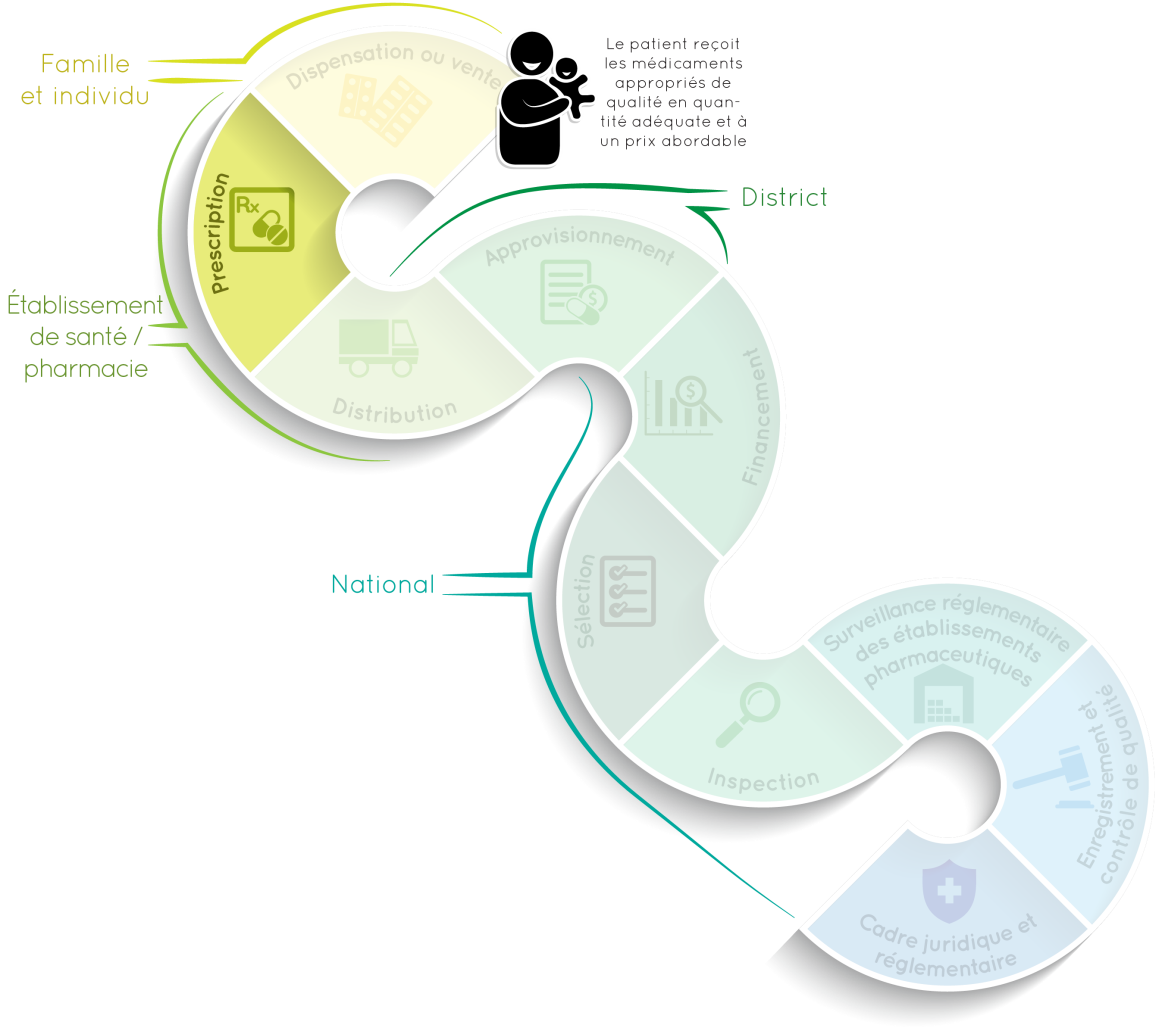 Famille
et individu
Dispensation ou vente
Le patient reçoit
les médicaments
appropriés de
qualité en quan-
tité adéquate et à
un prix abordable
Prescription
Rx
District
Approvisionnement
$
Établissement
de santé /
pharmacie
Distribution
Financement
$
National
Sélection
Surveillance réglementaire
des établissements
pharmaceutiques
Inspection
Enregistrement et
contrôle de qualité
Cadre juridique et
réglementaire